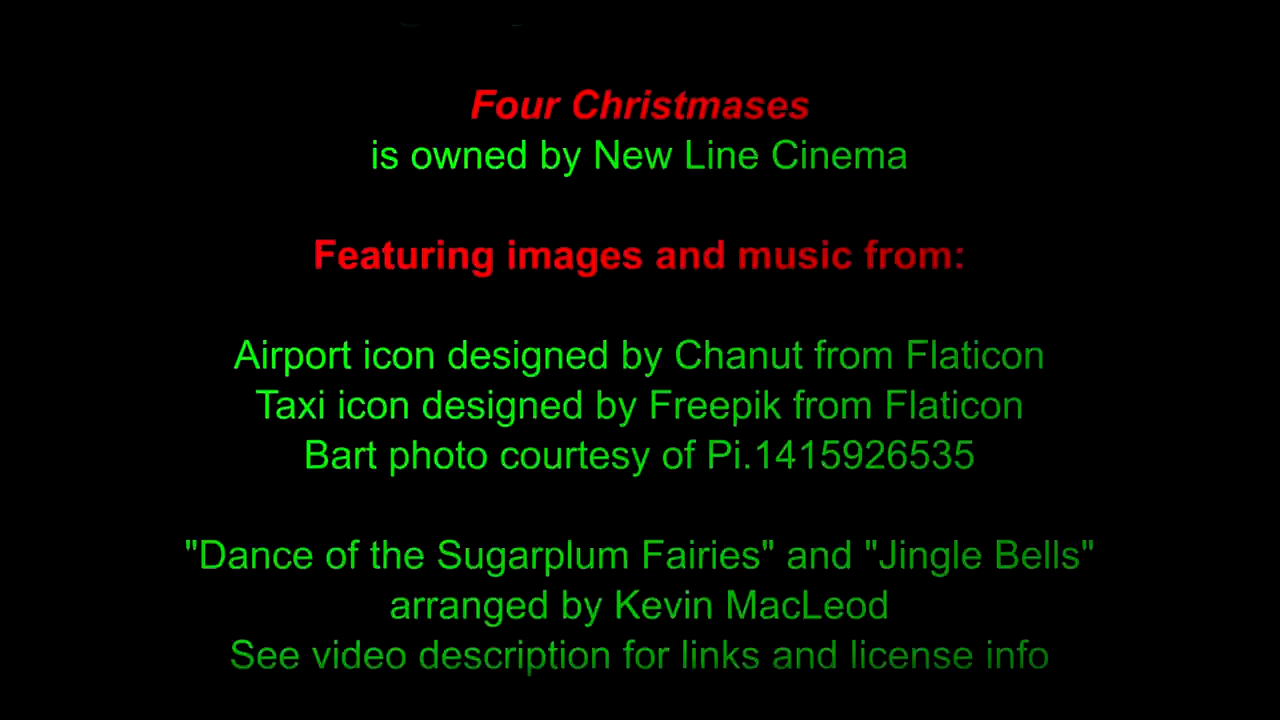 Four Christmases
is owned by New Line Cinema
Featuring images and music from:
Airport icon designed by Chanut from Flaticon
Taxi icon designed by Freepik from Flaticon
Bart photo courtesy of Pi.1415926535
"Dance of the Sugarplum Fairies" and "Jingle Bells"
arranged by Kevin MacLeod
See video description for links and license info